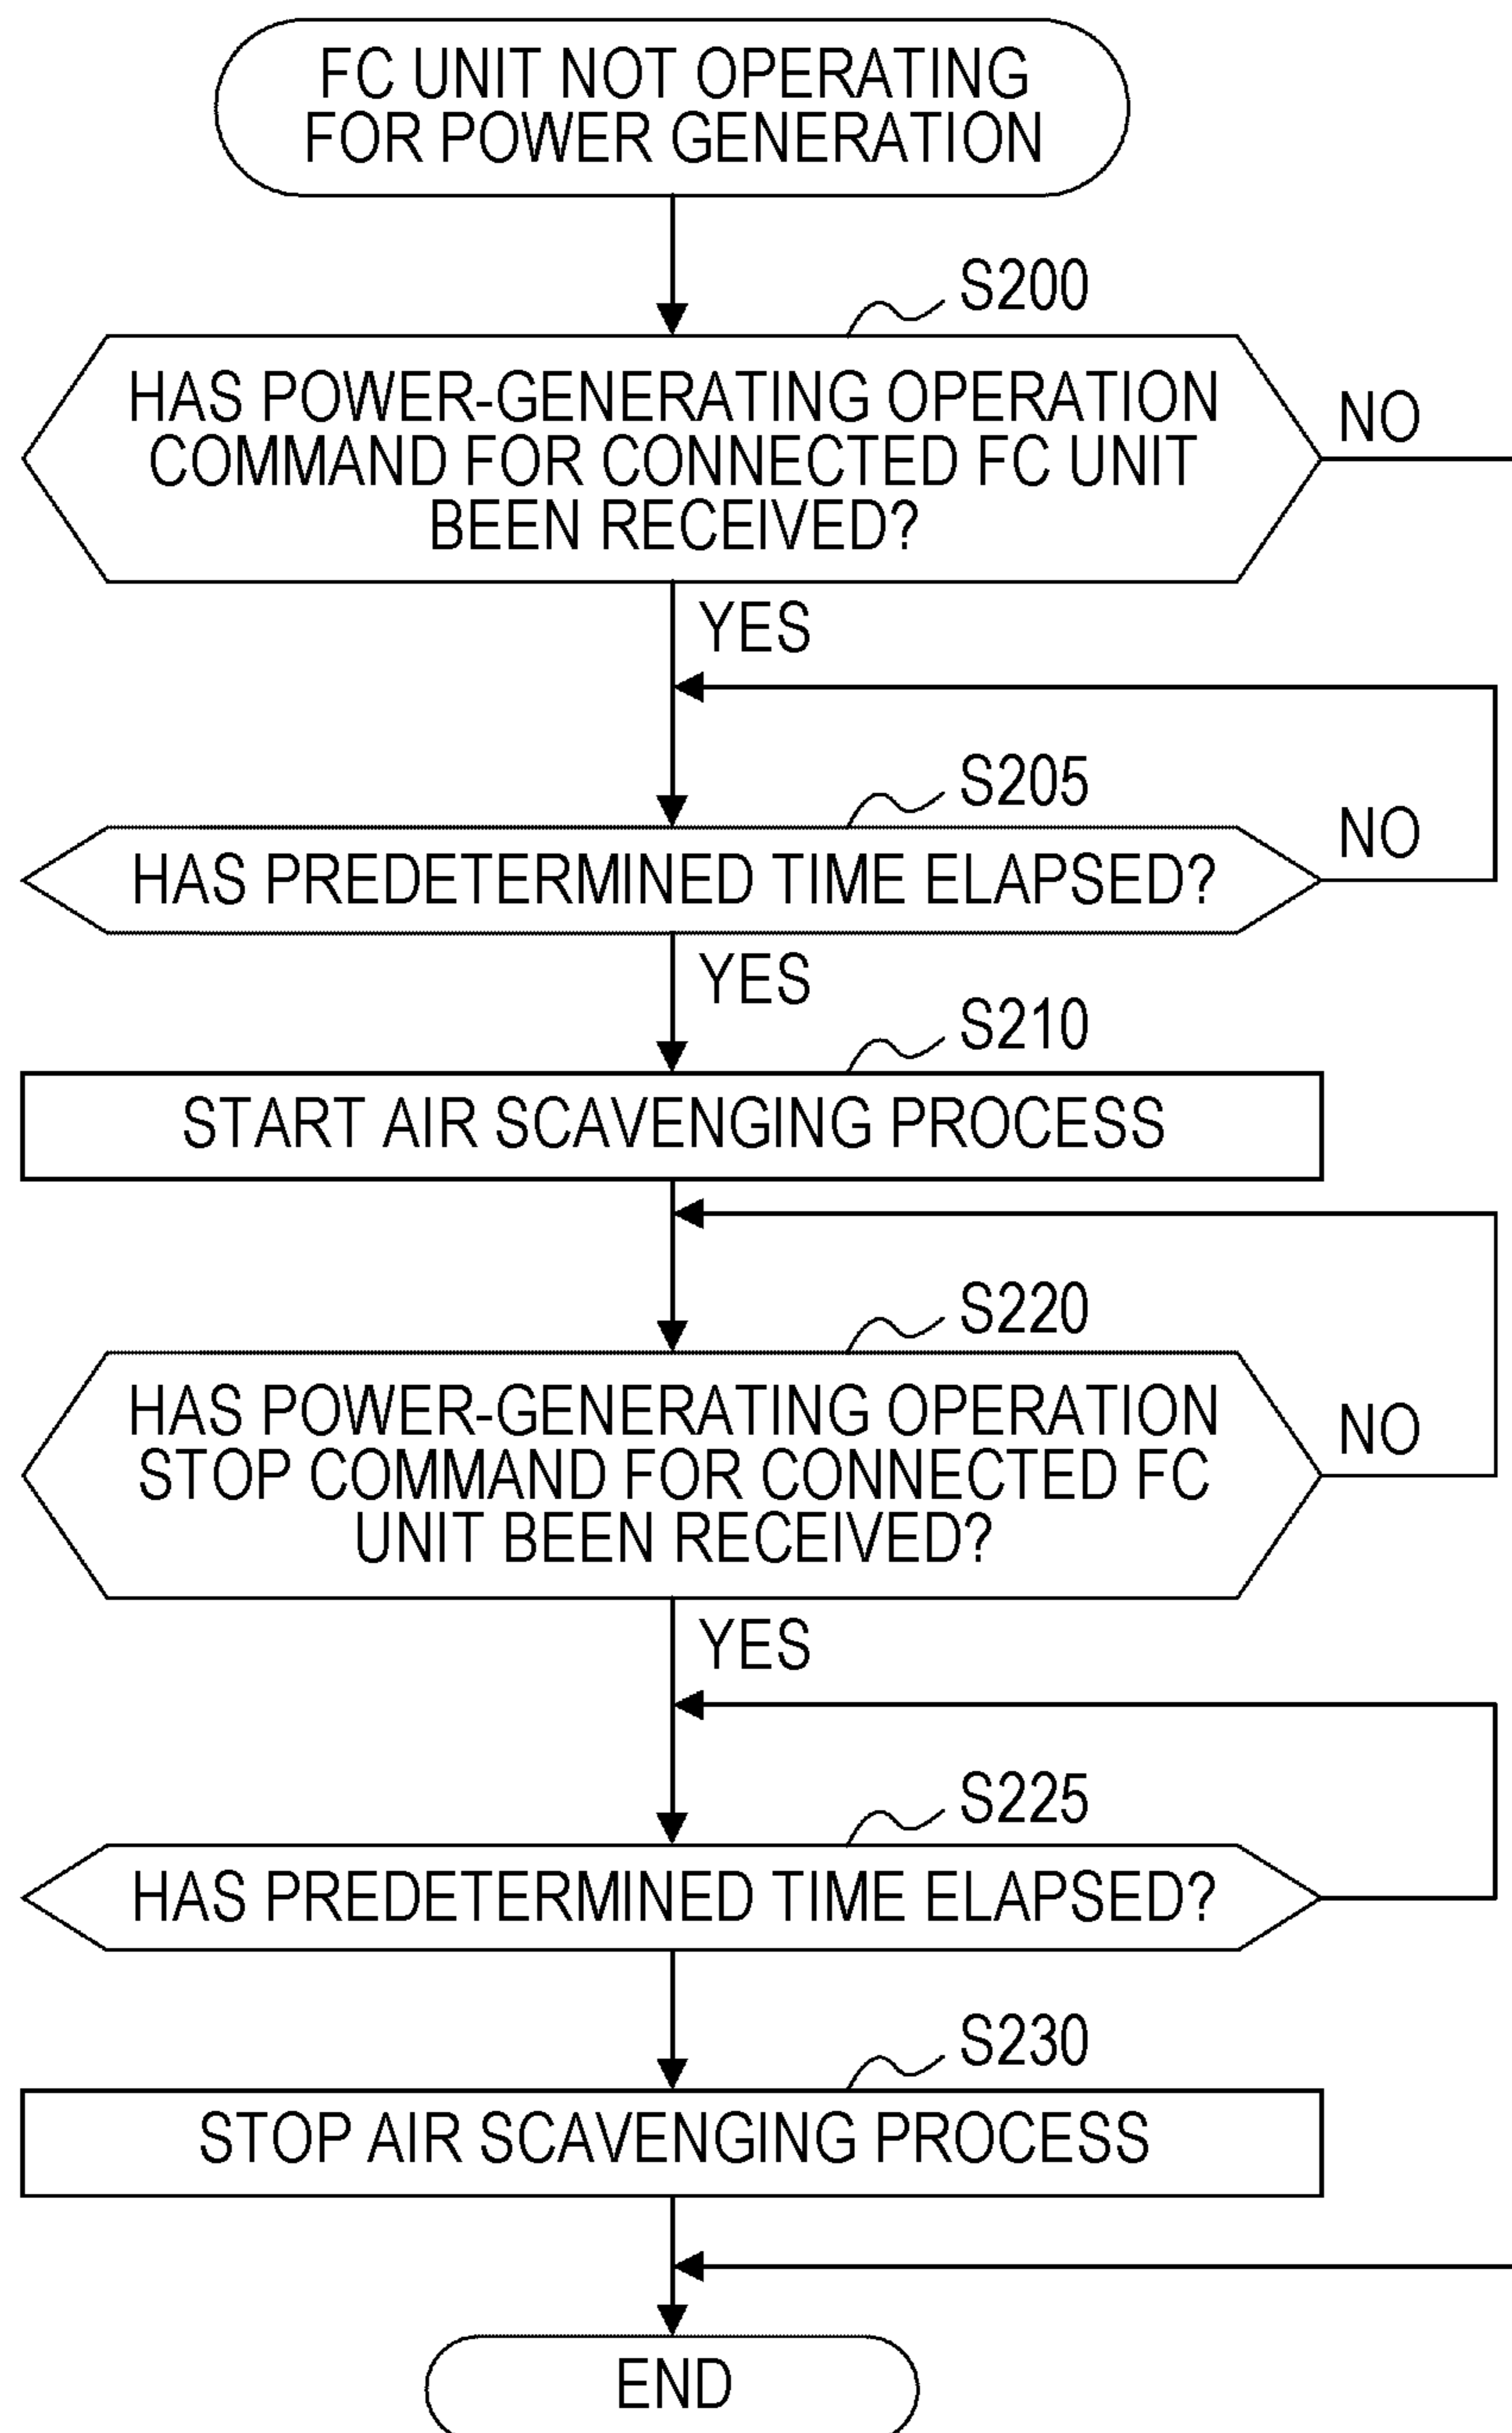 FC UNIT NOT OPERATING
FOR POWER GENERATION
S200
HAS POWER-GENERATING OPERATION
COMMAND FOR CONNECTED FC UNIT
BEEN RECEIVED?
NO
YES
S205
HAS PREDETERMINED TIME ELAPSED?
NO
YES
S210
START AIR SCAVENGING PROCESS
S220
HAS POWER-GENERATING OPERATION
STOP COMMAND FOR CONNECTED FC
UNIT BEEN RECEIVED?
NO
YES
S225
HAS PREDETERMINED TIME ELAPSED?
S230
STOP AIR SCAVENGING PROCESS
END